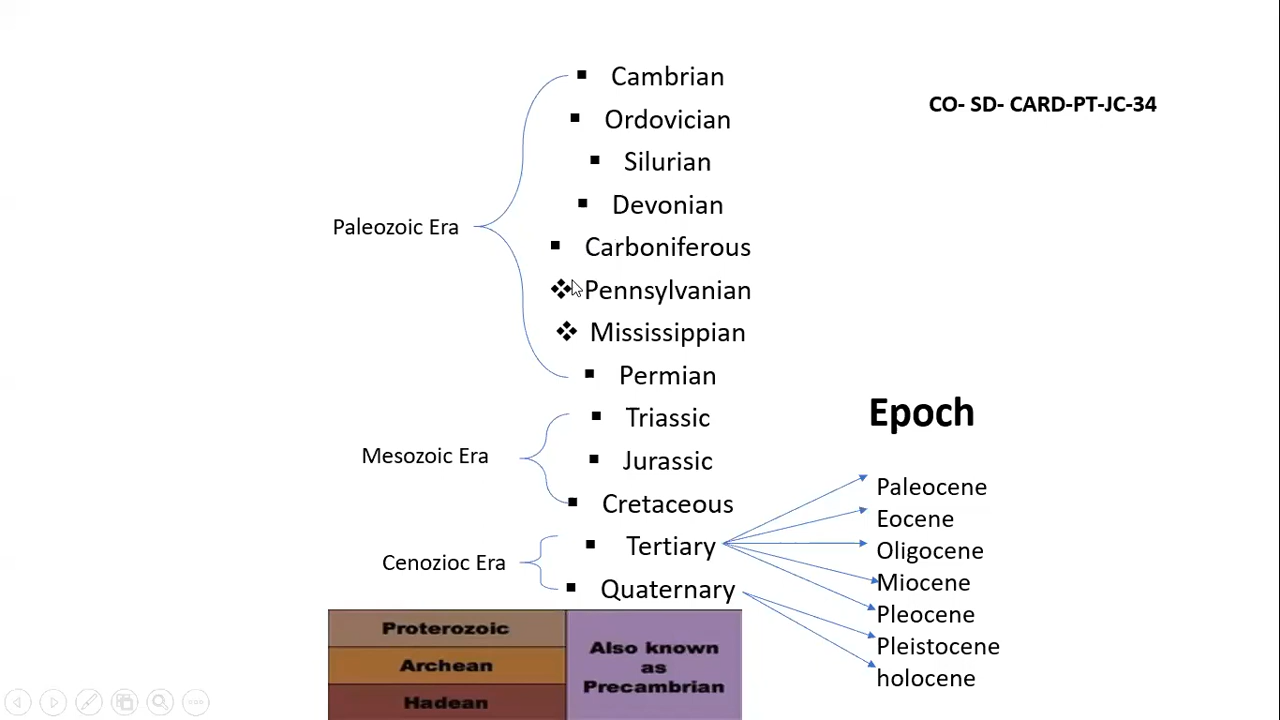 Cambrian
CO- SD- CARD-PT-JC-34
Ordovician
Silurian
Devonian
Paleozoic Era
Carboniferous
Pennsylvanian
Mississippian
Permian
Epoch
Triassic
Mesozoic Era
Jurassic
Cretaceous
Cenozioc Era
Tertiary
Quaternary
Paleocene
Eocene
Oligocene
Miocene
Pleocene
Pleistocene
holocene
Proterozoic
Archean
Hadean
Also known
as
Precambrian